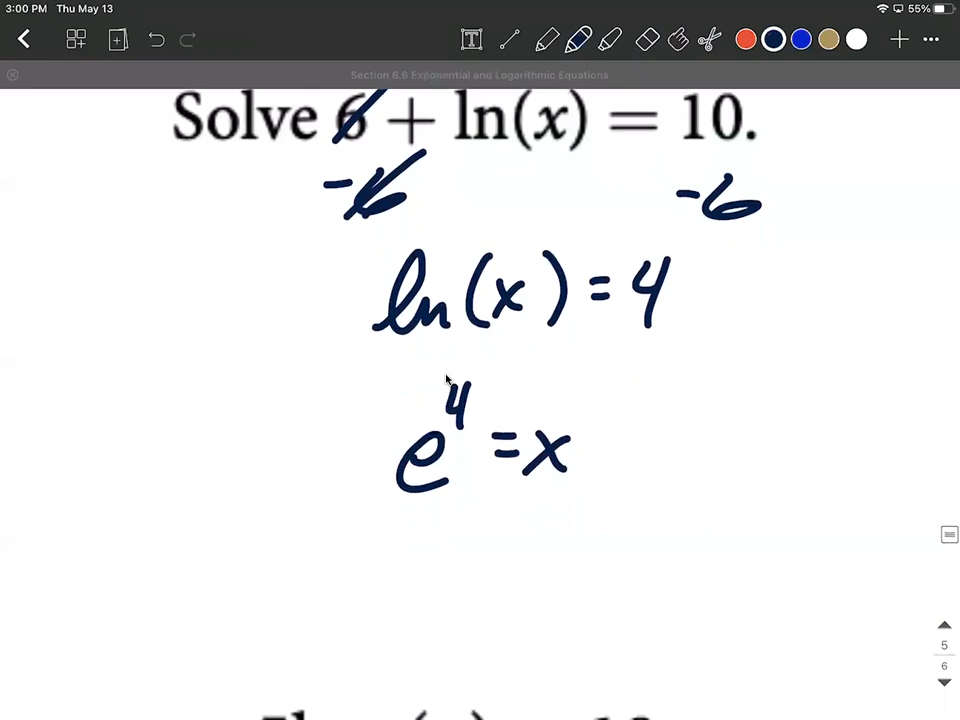 3:00 PM Thu May 13
55%
Section 6.6 Exponential and Logarithmic Equations
Solve 6 + ln(x) = 10.
-6 -6
ln(x) = 4
e^4 = x
5
6